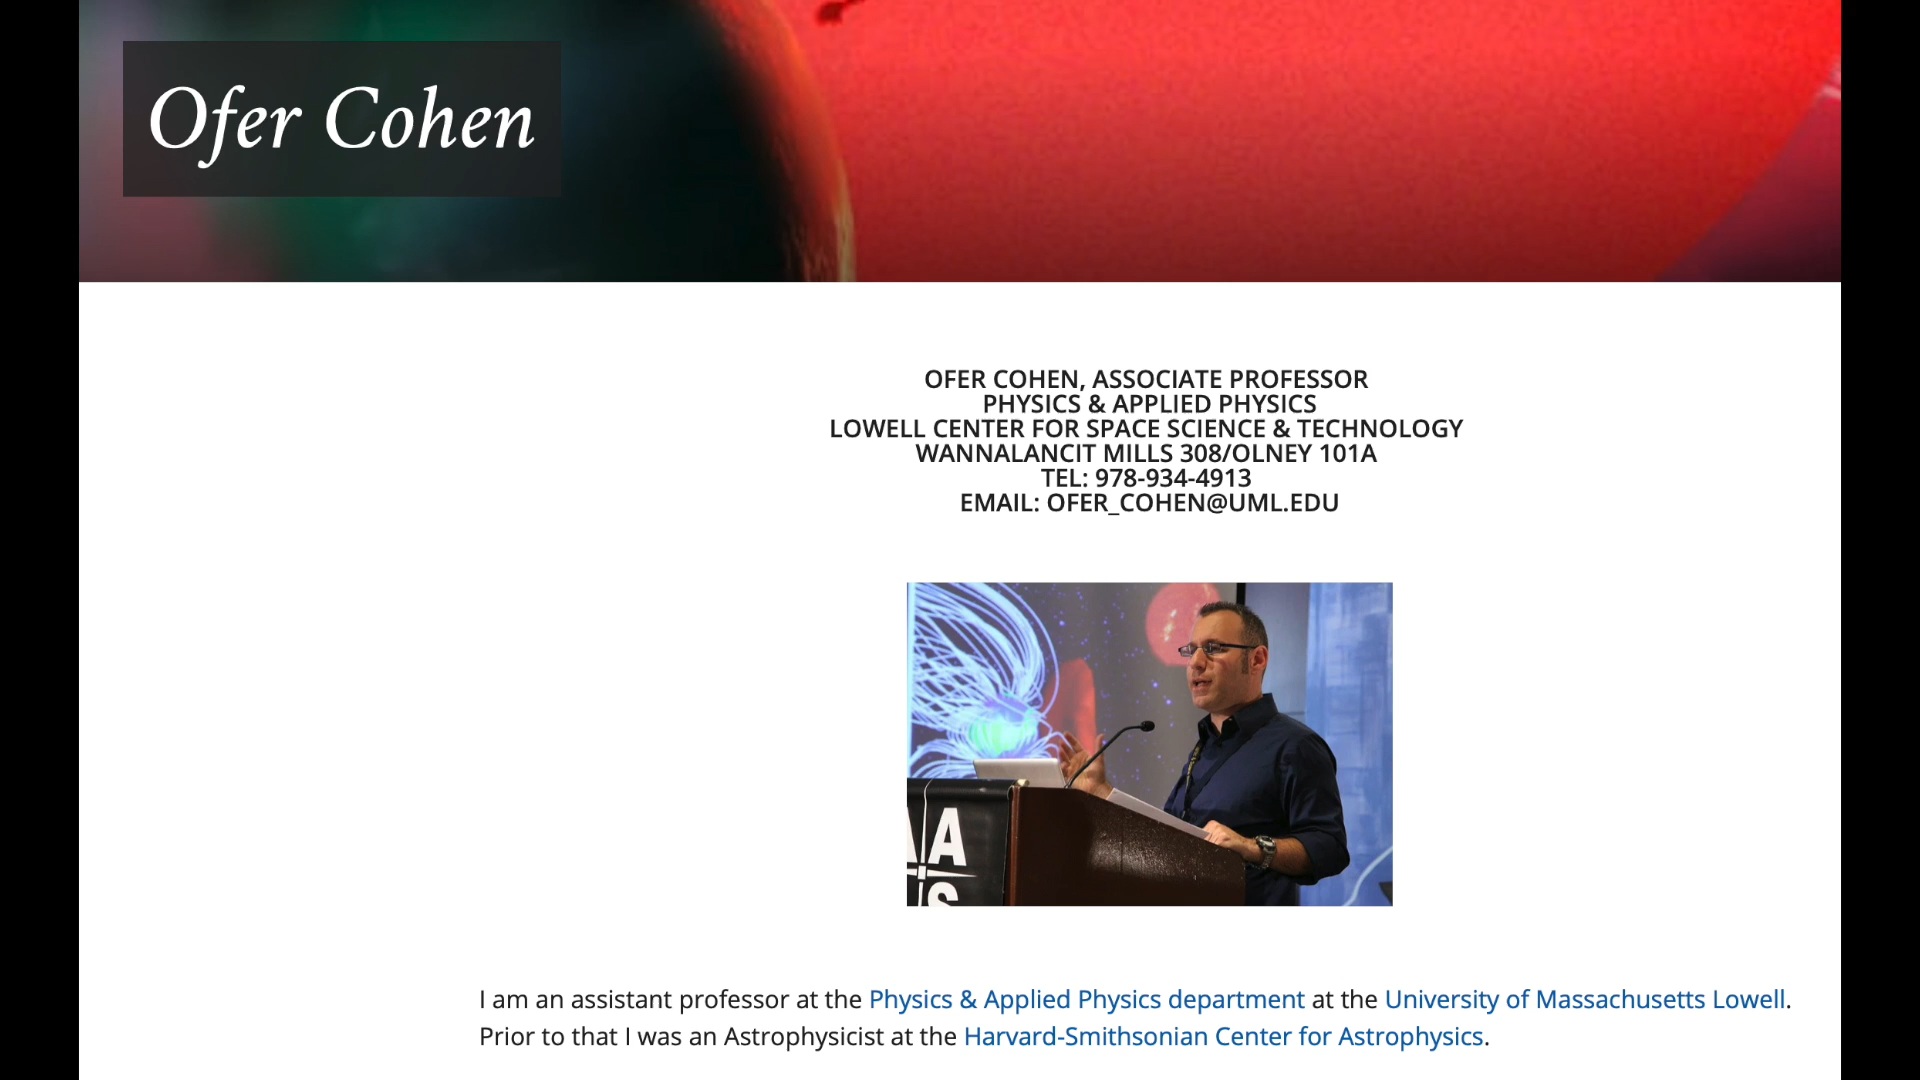 Ofer Cohen
OFER COHEN, ASSOCIATE PROFESSOR
PHYSICS & APPLIED PHYSICS
LOWELL CENTER FOR SPACE SCIENCE & TECHNOLOGY
WANNALANCIT MILLS 308/OLNEY 101A
TEL: 978-934-4913
EMAIL: OFER_COHEN@UML.EDU
I am an assistant professor at the Physics & Applied Physics department at the University of Massachusetts Lowell.
Prior to that I was an Astrophysicist at the Harvard-Smithsonian Center for Astrophysics.